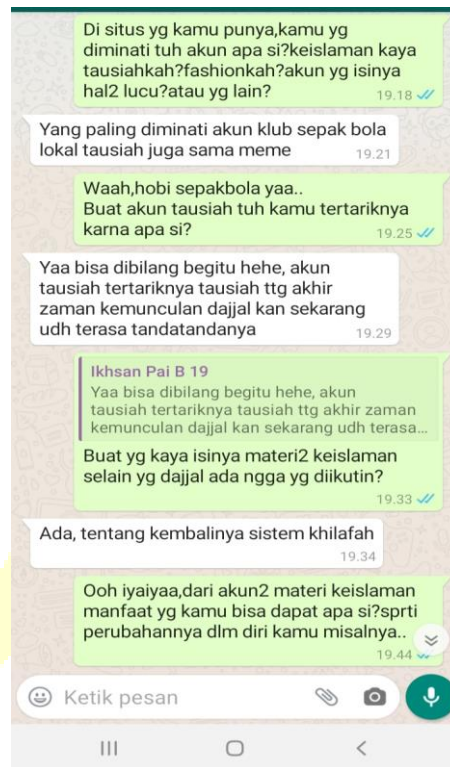 Di situs yg kamu punya,kamu yg
diminati tuh akun apa si?keislaman kaya
tausiahkah?fashionkah?akun yg isinya
hal2 lucu?atau yg lain?
19.18
Yang paling diminati akun klub sepak bola
lokal tausiah juga sama meme
19.21
Waah,hobi sepakbola yaa..
Buat akun tausiah tuh kamu tertariknya
karna apa si?
19.25
Yaa bisa dibilang begitu hehe, akun
tausiah tertariknya tausiah ttg akhir
zaman kemunculan dajjal kan sekarang
udh terasa tandatandanya
19.29
Ikhsan Pai B 19
Yaa bisa dibilang begitu hehe, akun
tausiah tertariknya tausiah ttg akhir zaman
kemunculan dajjal kan sekarang udh terasa...
Buat yg kaya isinya materi2 keislaman
selain yg dajjal ada ngga yg diikutin?
19.33
Ada, tentang kembalinya sistem khilafah
19.34
Ooh iyaiyaa,dari akun2 materi keislaman
manfaat yg kamu bisa dapat apa si?sprti
perubahannya dlm diri kamu misalnya..
19.44
Ketik pesan